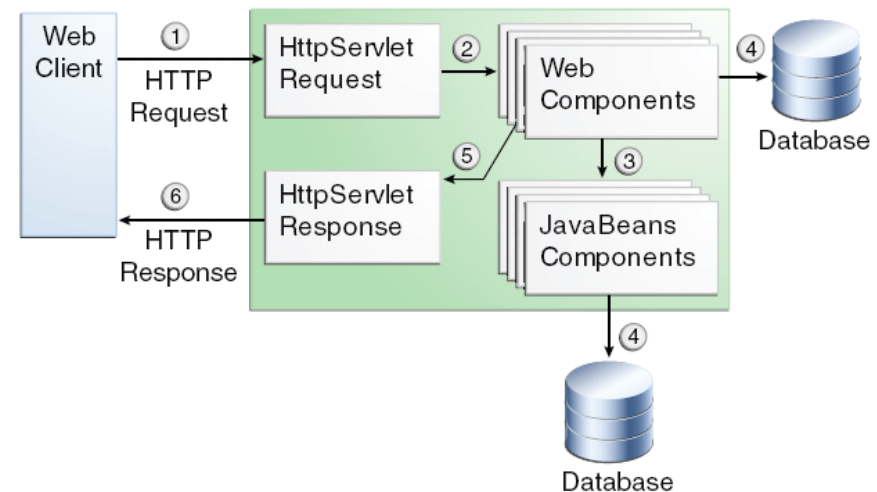 Web
Client
1
HTTP
Request
HttpServlet
Request
2
Web
Components
4
Database
3
5
HttpServlet
Response
6
HTTP
Response
JavaBeans
Components
4
Database